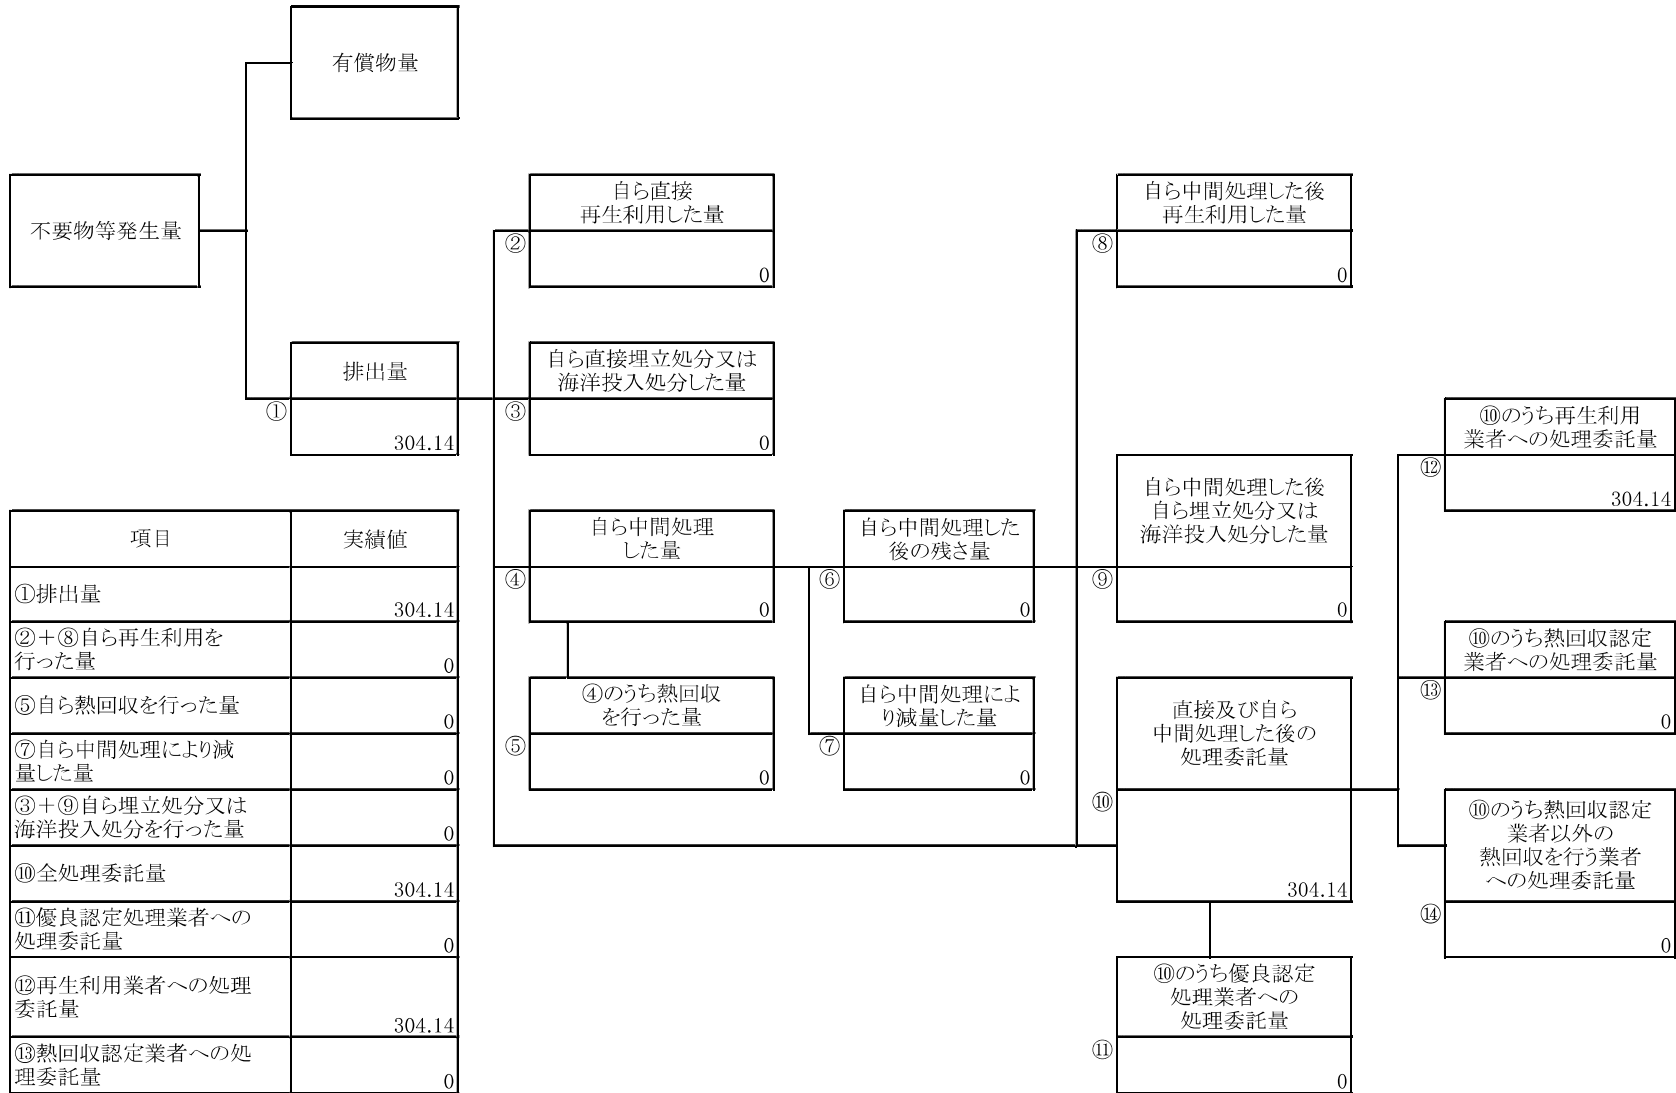 有償物量
不要物等発生量
自ら直接
再生利用した量
②
0
自ら中間処理した後
再生利用した量
⑧
0
排出量
①
304.14
自ら直接埋立処分又は
海洋投入処分した量
③
0
⑩のうち再生利用
業者への処理委託量
⑫
304.14
自ら中間処理
した量
④
0
自ら中間処理した
後の残さ量
⑥
0
自ら中間処理した後
自ら埋立処分又は
海洋投入処分した量
⑨
0
⑩のうち熱回収認定
業者への処理委託量
⑬
0
④のうち熱回収
を行った量
⑤
0
自ら中間処理によ
り減量した量
⑦
0
直接及び自ら
中間処理した後の
処理委託量
⑩
304.14
⑩のうち熱回収認定
業者以外の
熱回収を行う業者
への処理委託量
⑭
0
⑩のうち優良認定
処理業者への
処理委託量
⑪
0
項目 実績値
①排出量
304.14
②＋⑧自ら再生利用を
行った量
0
⑤自ら熱回収を行った量
0
⑦自ら中間処理により減
量した量
0
③＋⑨自ら埋立処分又は
海洋投入処分を行った量
0
⑩全処理委託量
304.14
⑪優良認定処理業者への
処理委託量
0
⑫再生利用業者への処理
委託量
304.14
⑬熱回収認定業者への処
理委託量
0